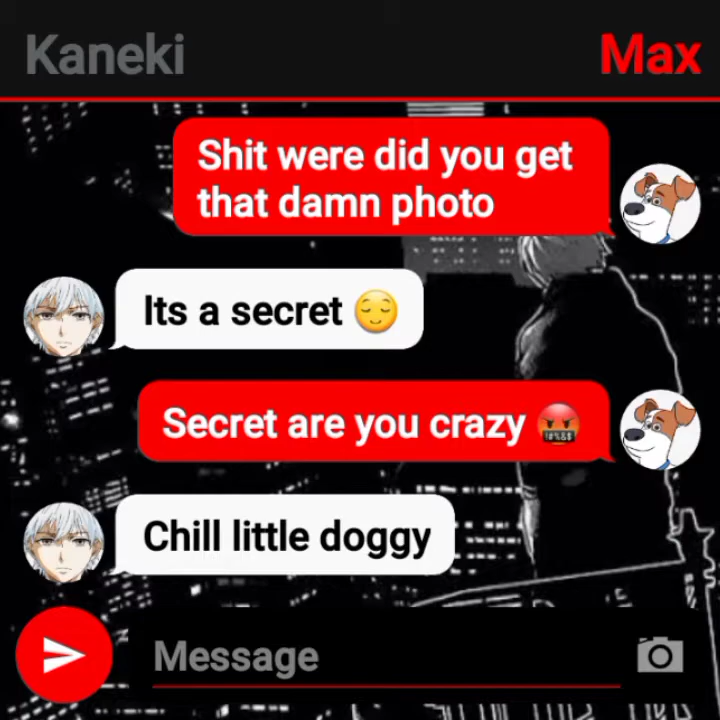 Kaneki
Max
Shit were did you get
that damn photo
Its a secret 😌
Secret are you crazy 🤬
Chill little doggy
Message